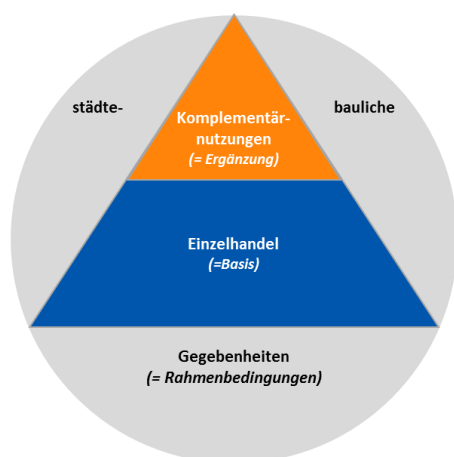 städte-
bauliche
Komplementär-
nutzungen
(= Ergänzung)
Einzelhandel
(=Basis)
Gegebenheiten
(= Rahmenbedingungen)